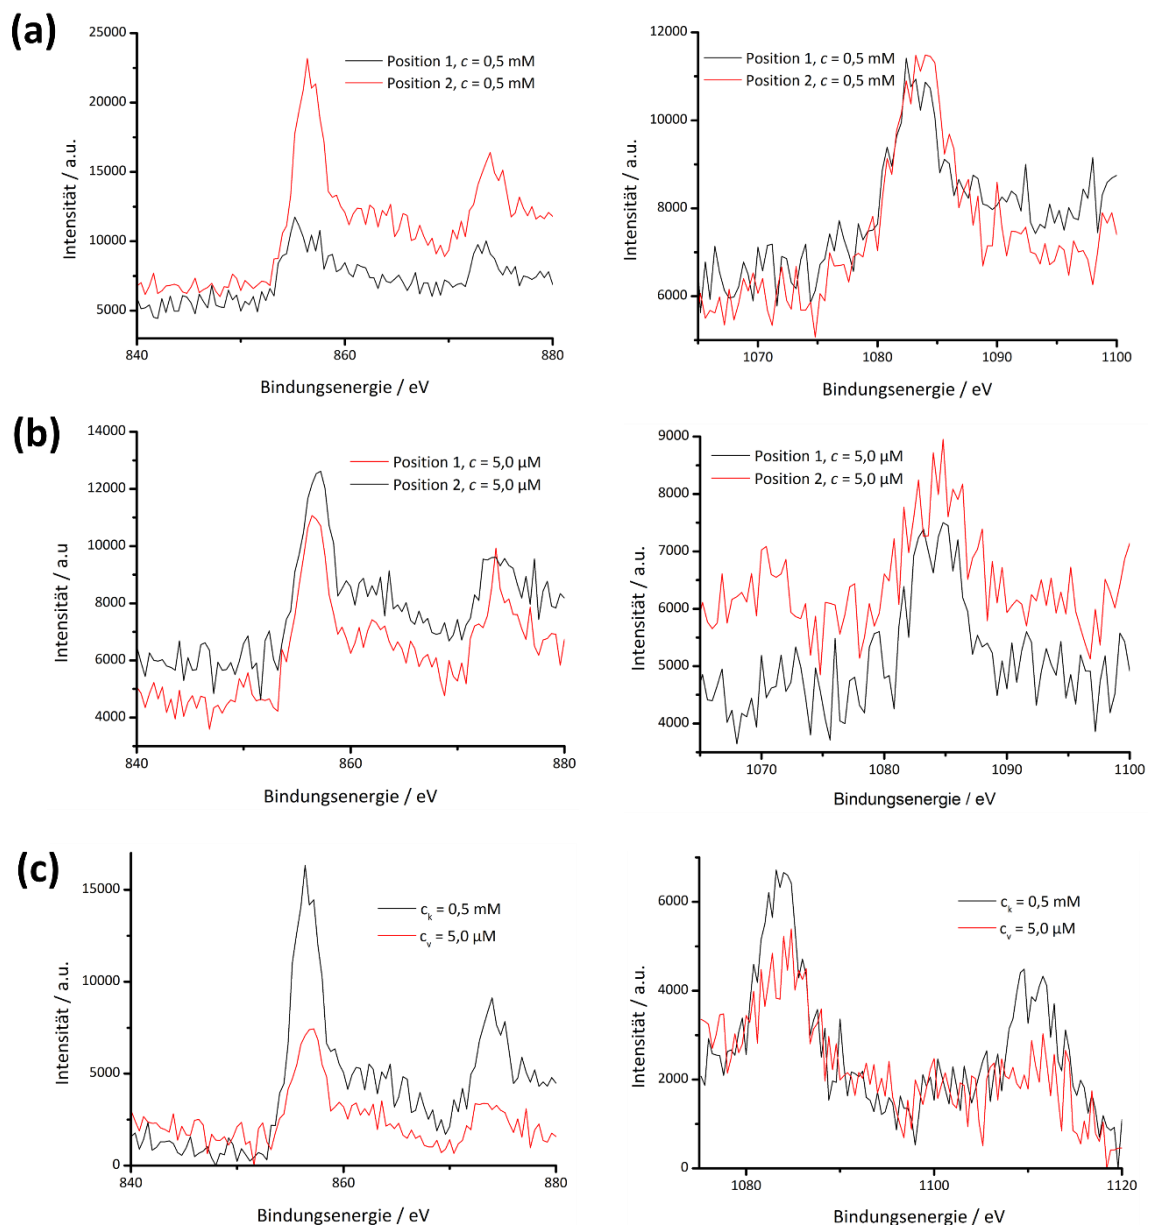 (a)
25000
20000
15000
10000
5000
840
860
880
Intensität / a.u.
Bindungsenergie / eV
Position 1, c = 0,5 mM
Position 2, c = 0,5 mM
12000
10000
8000
6000
1070
1080
1090
1100
Intensität / a.u.
Bindungsenergie / eV
Position 1, c = 0,5 mM
Position 2, c = 0,5 mM
(b)
14000
12000
10000
8000
6000
4000
840
860
880
Intensität / a.u
Bindungsenergie / eV
Position 1, c = 5,0 µM
Position 2, c = 5,0 µM
9000
8000
7000
6000
5000
4000
1070
1080
1090
1100
Intensität / a.u.
Bindungsenergie / eV
Position 1, c = 5,0 µM
Position 2, c = 5,0 µM
(c)
15000
10000
5000
0
840
860
880
Intensität / a.u.
Bindungsenergie / eV
c_k = 0,5 mM
c_v = 5,0 µM
6000
4000
2000
0
1080
1100
1120
Intensität / a.u.
Bindungsenergie / eV
c_k = 0,5 mM
c_v = 5,0 µM